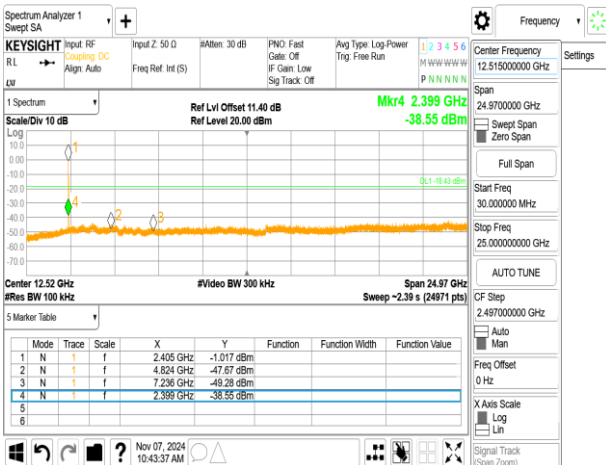 Spectrum Analyzer 1
Swept SA
Frequency
KEYSIGHT Input: RF Input Z: 50 Ω #Atten: 30 dB PNO: Fast Avg Type: Log-Power 1 2 3 4 5 6
RL Coupling: DC Gate: Off Trig: Free Run M W W W W W
Align: Auto Freq Ref: Int (S) IF Gain: Low
Sig Track: Off P N N N N N
LXI
1 Spectrum
Ref Lvl Offset 11.40 dB Mkr4 2.399 GHz
Scale/Div 10 dB Ref Level 20.00 dBm -38.55 dBm
Log
10.0
0.00
-10.0
-20.0
-30.0
-40.0
-50.0
-60.0
-70.0
1
4
2
3
DL1 -18.43 dBm
Center 12.52 GHz #Video BW 300 kHz Span 24.97 GHz
#Res BW 100 kHz Sweep ~2.39 s (24971 pts)
5 Marker Table
Mode Trace Scale X Y Function Function Width Function Value
1 N 1 f 2.405 GHz -1.017 dBm
2 N 1 f 4.824 GHz -47.67 dBm
3 N 1 f 7.236 GHz -49.28 dBm
4 N 1 f 2.399 GHz -38.55 dBm
5
6
? Nov 07, 2024
10:43:37 AM
Center Frequency
12.515000000 GHz
Settings
Span
24.9700000 GHz
Swept Span
Zero Span
Full Span
Start Freq
30.000000 MHz
Stop Freq
25.000000000 GHz
AUTO TUNE
CF Step
2.497000000 GHz
Auto
Man
Freq Offset
0 Hz
X Axis Scale
Log
Lin
Signal Track
(Span Zoom)